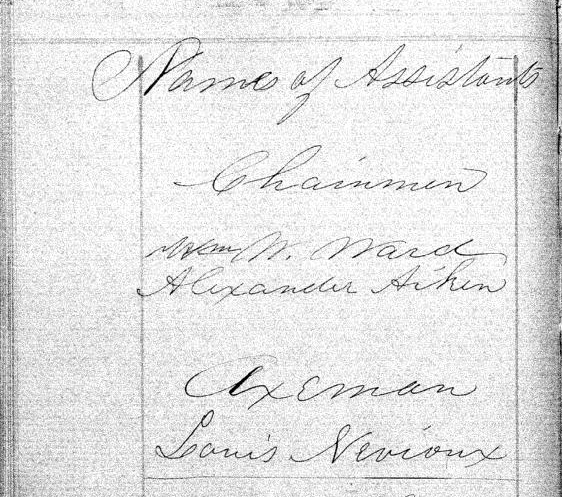 Names of Assistants
Chainmen
Wm W. Ward
Alexander Aiken
Axeman
Louis Nevioux